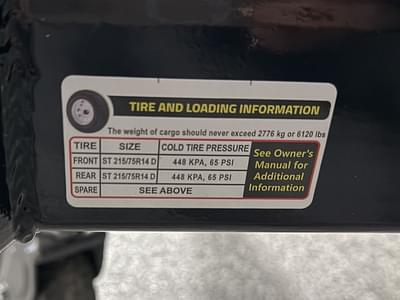 TIRE AND LOADING INFORMATION
The weight of cargo should never exceed 2776 kg or 6120 lbs
TIRE SIZE COLD TIRE PRESSURE
FRONT ST 215/75R14 D 448 KPA, 65 PSI
REAR ST 215/75R14 D 448 KPA, 65 PSI
SPARE SEE ABOVE
See Owner's
Manual for
Additional
Information